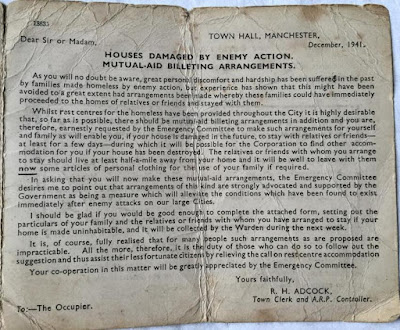 Dear Sir or Madam,
TOWN HALL, MANCHESTER,
December, 1941.
HOUSES DAMAGED BY ENEMY ACTION.
MUTUAL-AID BILLETING ARRANGEMENTS.
As you will no doubt be aware, great personal discomfort and hardship has been suffered in the past
by families made homeless by enemy action, but experience has shown that this might have been
avoided to a great extent had arrangements been made whereby these families could have immediately
proceeded to the homes of relatives or friends and stayed with them.
Whilst rest centres for the homeless have been provided throughout the City it is highly desirable
that, so far as is possible, there should be mutual-aid billeting arrangements in addition and you are,
therefore, earnestly requested by the Emergency Committee to make such arrangements for yourself
and family as will enable you, if your house is damaged in the future, to stay with relatives or friends—
at least for a few days—during which it will be possible for the Corporation to find other accom-
modation for you if your house has been destroyed. The relatives or friends with whom you arrange
to stay should live at least half-a-mile away from your home and it will be well to leave with them
now some articles of personal clothing for the use of your family if required.
In asking that you will now make these mutual-aid arrangements, the Emergency Committee
desires me to point out that arrangements of this kind are strongly advocated and supported by the
Government as being a measure which will alleviate the conditions which have been found to exist
immediately after enemy attacks on our large Cities.
I should be glad if you would be good enough to complete the attached form, setting out the
particulars of your family and the relatives or friends with whom you have arranged to stay if your
home is made uninhabitable, and it will be collected by the Warden during the next week.
It is, of course, fully realised that for many people such arrangements as are proposed are
impracticable. All the more, therefore, it is the duty of those who can do so to follow out the
suggestion and thus assist their less fortunate citizens by relieving the call on rest centre accommodation
Your co-operation in this matter will be greatly appreciated by the Emergency Committee.
Yours faithfully,
R. H. ADCOCK,
Town Clerk and A.R.P. Controller.
To:—The Occupier.